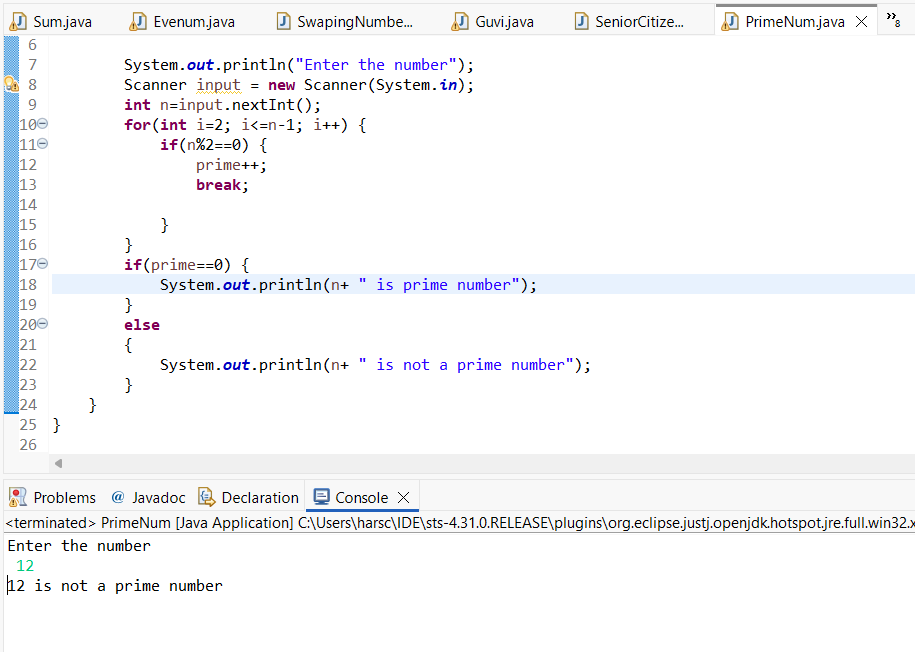 Sum.java Evenum.java SwapingNumbe... Guvi.java SeniorCitize... PrimeNum.java »8
6
7 System.out.println("Enter the number");
8 Scanner input = new Scanner(System.in);
9 int n=input.nextInt();
10 for(int i=2; i<=n-1; i++) {
11 if(n%2==0) {
12 prime++;
13 break;
14
15 }
16 }
17 if(prime==0) {
18 System.out.println(n+ " is prime number");
19 }
20 else
21 {
22 System.out.println(n+ " is not a prime number");
23 }
24 }
25 }
26
Problems @ Javadoc Declaration Console
<terminated> PrimeNum [Java Application] C:\Users\harsc\IDE\sts-4.31.0.RELEASE\plugins\org.eclipse.justj.openjdk.hotspot.jre.full.win32.x
Enter the number
12
12 is not a prime number